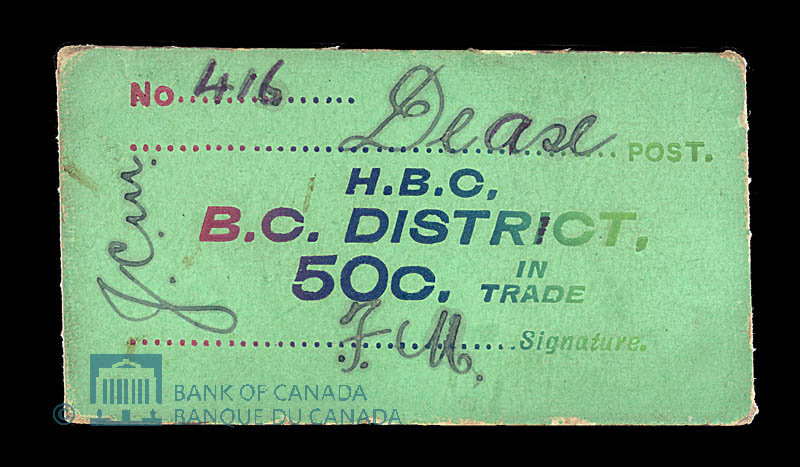 No. 416
Dease POST.
H.B.C,
B.C. DISTRICT,
50C. IN TRADE
F. M. Signature.
J.C.W.
© BANK OF CANADA
BANQUE DU CANADA